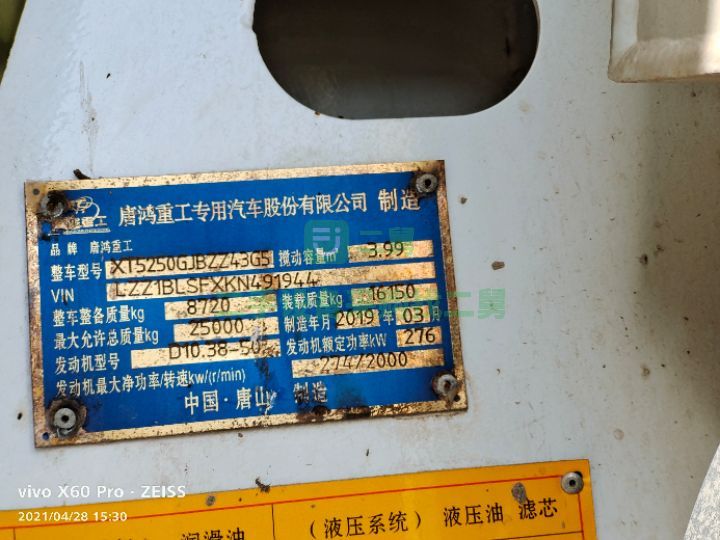 唐鸿重工专用汽车股份有限公司 制造
品牌 唐鸿重工
整车型号 XT5250GJBZZ43G5 搅动容量m³ 3.99
VIN LZZ1BLSFXKN491944
整车整备质量kg 8720 装载质量kg 16150
最大允许总质量kg 25000 制造年月 2019 年 03 月
发动机型号 D10.38-50 发动机额定功率kW 276
发动机最大净功率/转速kw/(r/min) 274/2000
中国·唐山 制造
润滑油 (液压系统) 液压油 滤芯
vivo X60 Pro · ZEISS
2021/04/28 15:30